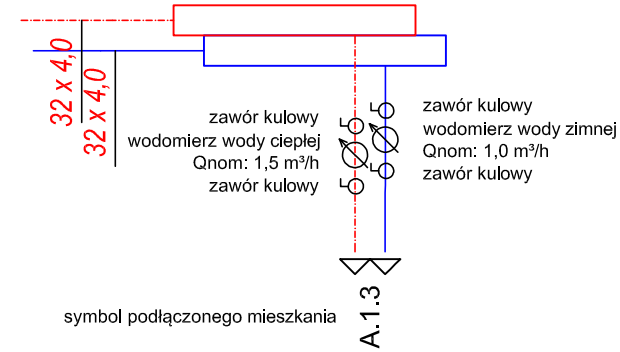 32 x 4,0
32 x 4,0
zawór kulowy
wodomierz wody ciepłej
Qnom: 1,5 m³/h
zawór kulowy
zawór kulowy
wodomierz wody zimnej
Qnom: 1,0 m³/h
zawór kulowy
symbol podłączonego mieszkania
A.1.3